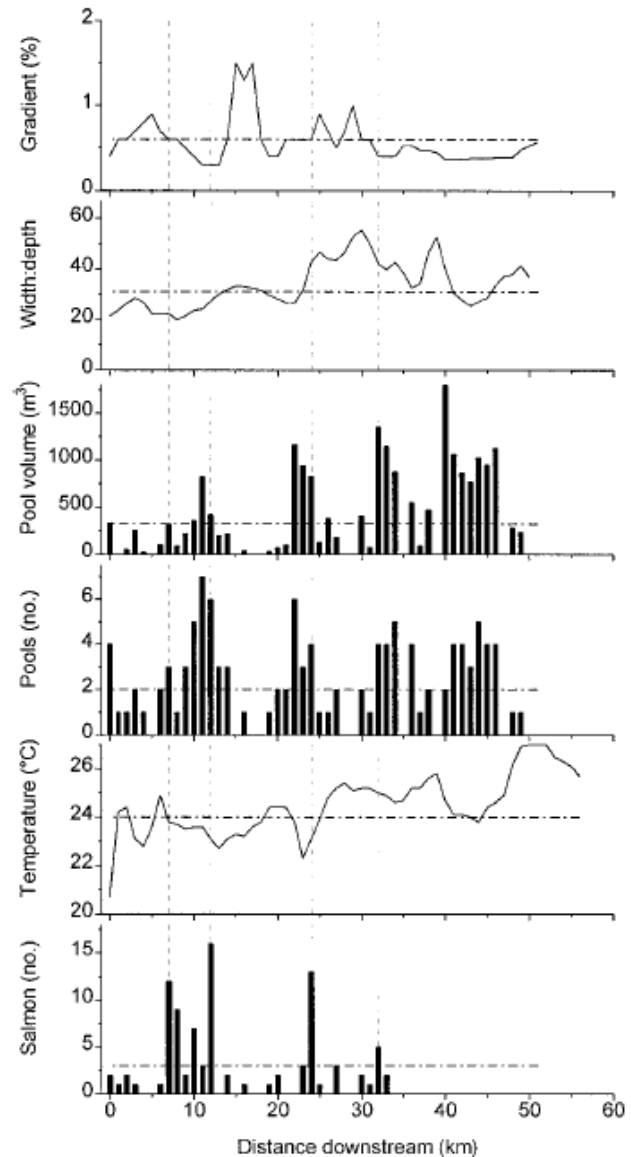 Gradient (%)
2
1
0
Width:depth
60
40
20
0
Pool volume (m³)
1500
1000
500
0
Pools (no.)
6
4
2
0
Temperature (°C)
26
24
22
20
Salmon (no.)
15
10
5
0
0 10 20 30 40 50 60
Distance downstream (km)